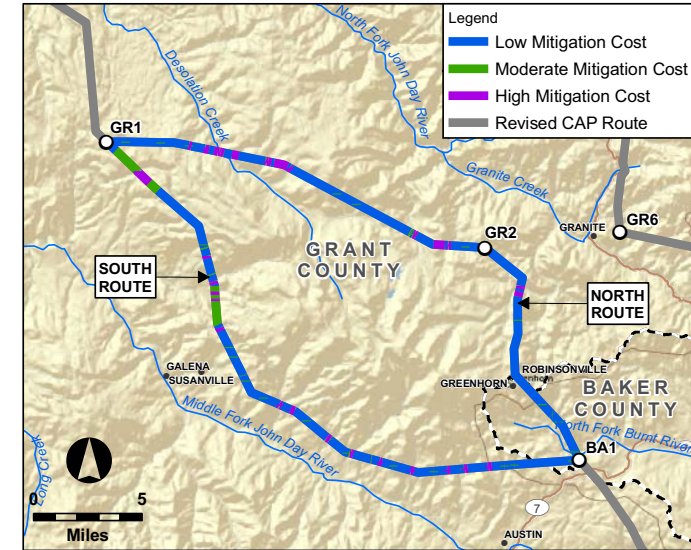 Legend
Low Mitigation Cost
Moderate Mitigation Cost
High Mitigation Cost
Revised CAP Route
North Fork John Day River
Desolation Creek
Granite Creek
GR1
GR2
GR6
GRANITE
GRANT
COUNTY
SOUTH
ROUTE
NORTH
ROUTE
GALENA
SUSANVILLE
ROBINSONVILLE
GREENHORN
BAKER
COUNTY
North Fork Burnt River
Middle Fork John Day River
Long Creek
BA1
0 5
Miles
7
AUSTIN